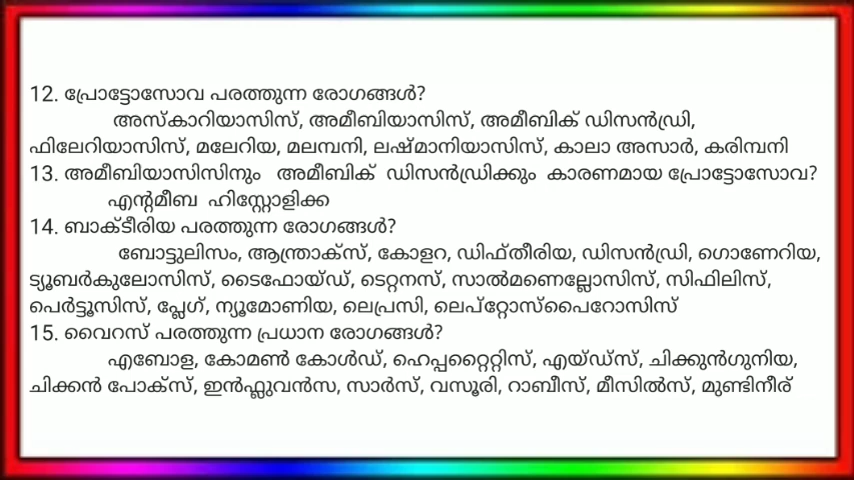 12. പ്രോട്ടോസോവ പരത്തുന്ന രോഗങ്ങൾ?
അസ്കാറിയാസിസ്, അമീബിയാസിസ്, അമീബിക് ഡിസൻഡ്രി,
ഫിലേറിയാസിസ്, മലേറിയ, മലമ്പനി, ലഷ്മാനിയാസിസ്, കാലാ അസാർ, കരിമ്പനി
13. അമീബിയാസിസിനും അമീബിക് ഡിസൻഡ്രിക്കും കാരണമായ പ്രോട്ടോസോവ?
എന്റമീബ ഹിസ്റ്റോളിക്ക
14. ബാക്ടീരിയ പരത്തുന്ന രോഗങ്ങൾ?
ബോട്ടുലിസം, ആന്ത്രാക്സ്, കോളറ, ഡിഫ്തീരിയ, ഡിസൻഡ്രി, ഗൊണേറിയ,
ട്യൂബർകുലോസിസ്, ടൈഫോയ്ഡ്, ടെറ്റനസ്, സാൽമണെല്ലോസിസ്, സിഫിലിസ്,
പെർട്ടൂസിസ്, പ്ലേഗ്, ന്യൂമോണിയ, ലെപ്രസി, ലെപ്റ്റോസ്പൈറോസിസ്
15. വൈറസ് പരത്തുന്ന പ്രധാന രോഗങ്ങൾ?
എബോള, കോമൺ കോൾഡ്, ഹെപ്പറ്റൈറ്റിസ്, എയ്ഡ്സ്, ചിക്കുൻഗുനിയ,
ചിക്കൻ പോക്സ്, ഇൻഫ്ലുവൻസ, സാർസ്, വസൂരി, റാബീസ്, മീസിൽസ്, മുണ്ടിനീര്